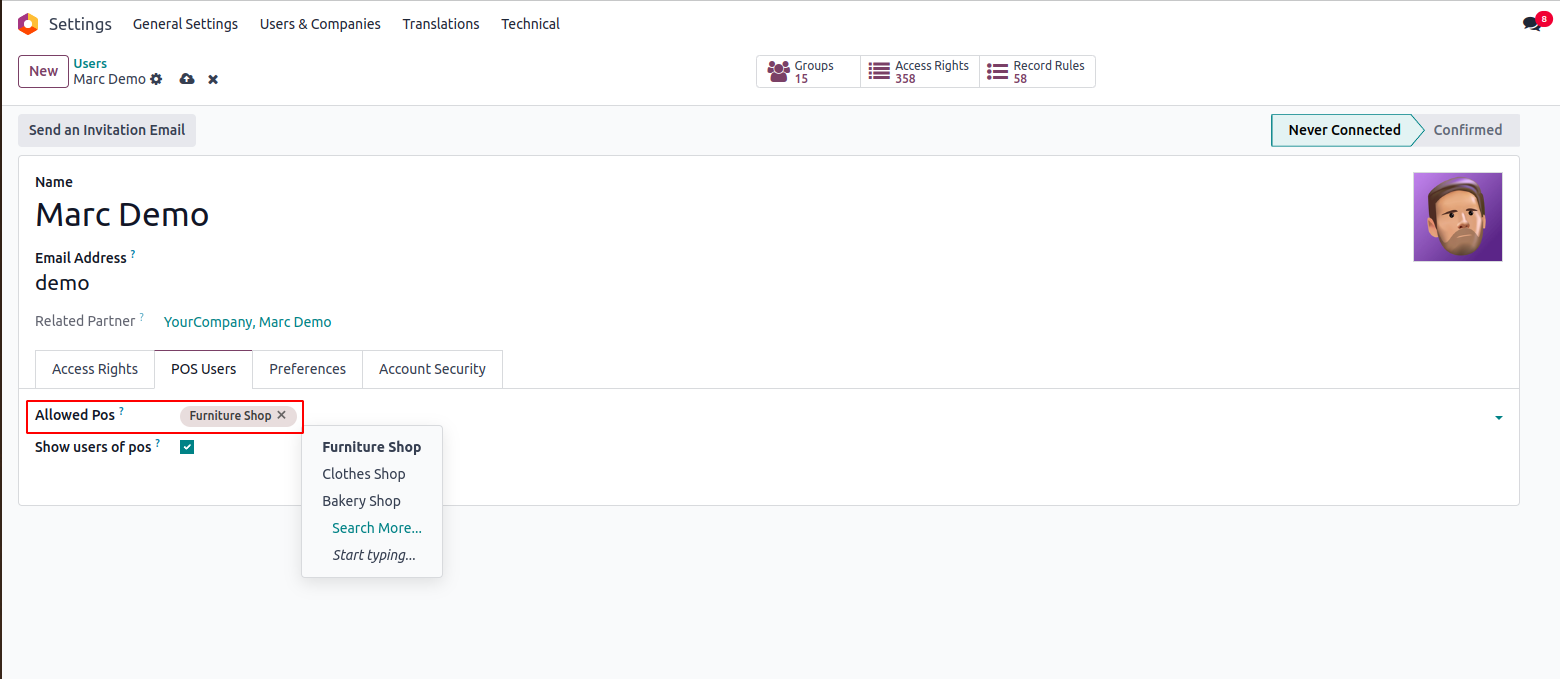 Settings General Settings Users & Companies Translations Technical 8
New Users
Marc Demo
Groups 15
Access Rights 358
Record Rules 58
Send an Invitation Email
Never Connected Confirmed
Name
Marc Demo
Email Address ?
demo
Related Partner ? YourCompany, Marc Demo
Access Rights POS Users Preferences Account Security
Allowed Pos ? Furniture Shop ×
Show users of pos ?
Furniture Shop
Clothes Shop
Bakery Shop
Search More...
Start typing...